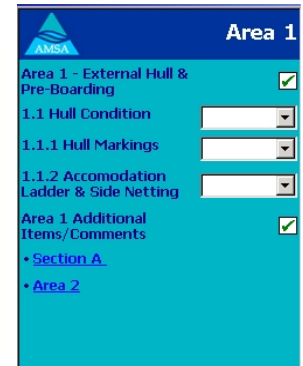 AMSA
Area 1
Area 1 - External Hull &
Pre-Boarding
1.1 Hull Condition
1.1.1 Hull Markings
1.1.2 Accomodation
Ladder & Side Netting
Area 1 Additional
Items/Comments
• Section A
• Area 2